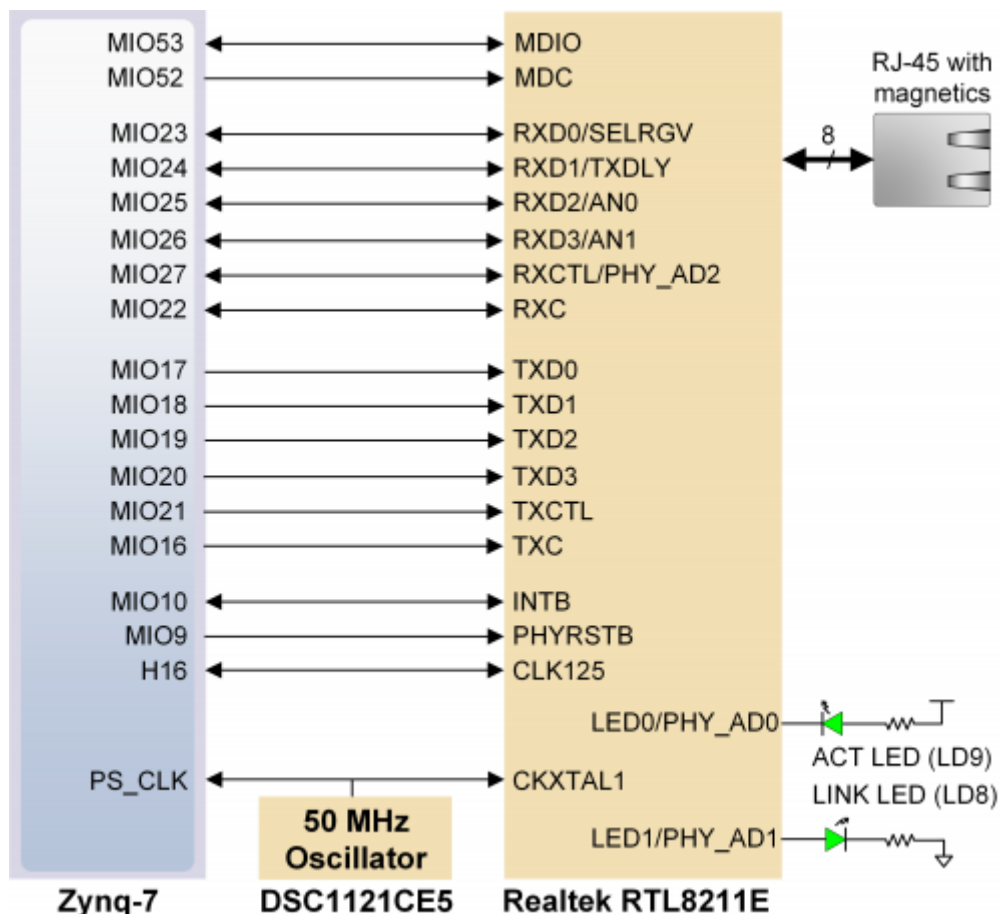 MIO53 MDIO
MIO52 MDC
RJ-45 with
magnetics
MIO23 RXD0/SELRGV
8
MIO24 RXD1/TXDLY
MIO25 RXD2/AN0
MIO26 RXD3/AN1
MIO27 RXCTL/PHY_AD2
MIO22 RXC
MIO17 TXD0
MIO18 TXD1
MIO19 TXD2
MIO20 TXD3
MIO21 TXCTL
MIO16 TXC
MIO10 INTB
MIO9 PHYRSTB
H16 CLK125
LED0/PHY_AD0
ACT LED (LD9)
PS_CLK CKXTAL1
LINK LED (LD8)
50 MHz
Oscillator
LED1/PHY_AD1
Zynq-7 DSC1121CE5 Realtek RTL8211E